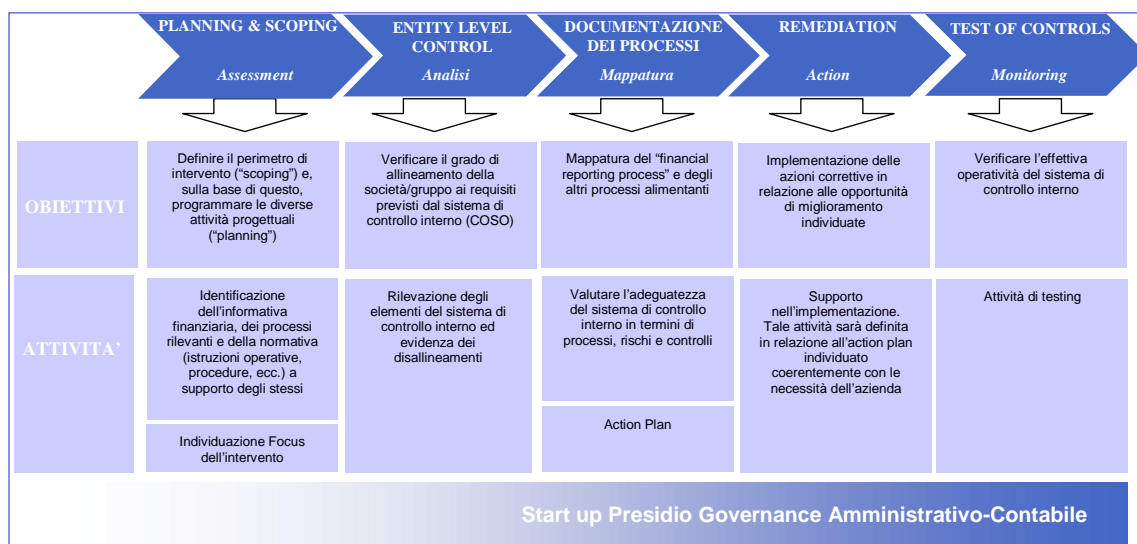 PLANNING & SCOPING
Assessment
ENTITY LEVEL
CONTROL
Analisi
DOCUMENTAZIONE
DEI PROCESSI
Mappatura
REMEDIATION
Action
TEST OF CONTROLS
Monitoring
OBIETTIVI
Definire il perimetro di
intervento (“scoping”) e,
sulla base di questo,
programmare le diverse
attività progettuali
(“planning”)
Verificare il grado di
allineamento della
società/gruppo ai requisiti
previsti dal sistema di
controllo interno (COSO)
Mappatura del “financial
reporting process” e degli
altri processi alimentanti
Implementazione delle
azioni correttive in
relazione alle opportunità
di miglioramento
individuate
Verificare l’effettiva
operatività del sistema di
controllo interno
ATTIVITA’
Identificazione
dell’informativa
finanziaria, dei processi
rilevanti e della normativa
(istruzioni operative,
procedure, ecc.) a
supporto degli stessi
Individuazione Focus
dell’intervento
Rilevazione degli
elementi del sistema di
controllo interno ed
evidenza dei
disallineamenti
Valutare l’adeguatezza
del sistema di controllo
interno in termini di
processi, rischi e controlli
Action Plan
Supporto
nell’implementazione.
Tale attività sarà definita
in relazione all’action plan
individuato
coerentemente con le
necessità dell’azienda
Attività di testing
Start up Presidio Governance Amministrativo-Contabile